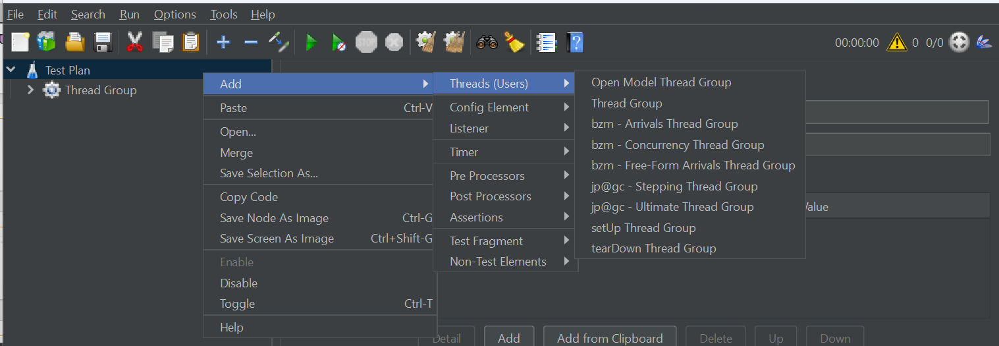 File Edit Search Run Options Tools Help
STOP 00:00:00 0 0/0
Test Plan
Thread Group
Add
Paste Ctrl-V
Open...
Merge
Save Selection As...
Copy Code
Save Node As Image Ctrl-G
Save Screen As Image Ctrl+Shift-G
Enable
Disable
Toggle Ctrl-T
Help
Threads (Users)
Config Element
Listener
Timer
Pre Processors
Post Processors
Assertions
Test Fragment
Non-Test Elements
Open Model Thread Group
Thread Group
bzm - Arrivals Thread Group
bzm - Concurrency Thread Group
bzm - Free-Form Arrivals Thread Group
jp@gc - Stepping Thread Group
jp@gc - Ultimate Thread Group
setUp Thread Group
tearDown Thread Group
Value
Detail Add Add from Clipboard Delete Up Down